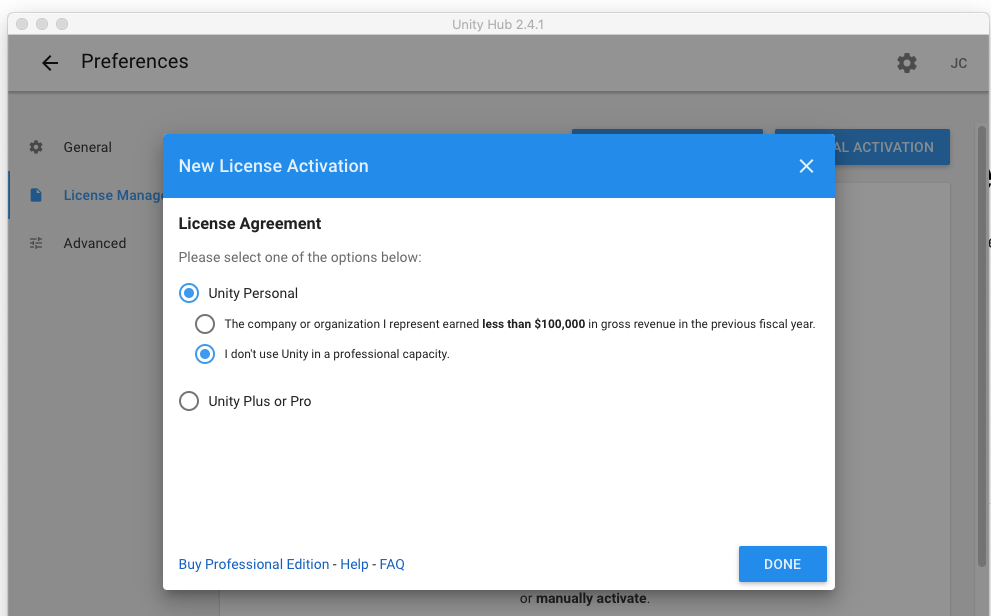 Unity Hub 2.4.1
Preferences
JC
General
License Manag
Advanced
AL ACTIVATION
New License Activation
License Agreement
Please select one of the options below:
Unity Personal
The company or organization I represent earned less than $100,000 in gross revenue in the previous fiscal year.
I don't use Unity in a professional capacity.
Unity Plus or Pro
Buy Professional Edition - Help - FAQ
DONE
or manually activate.